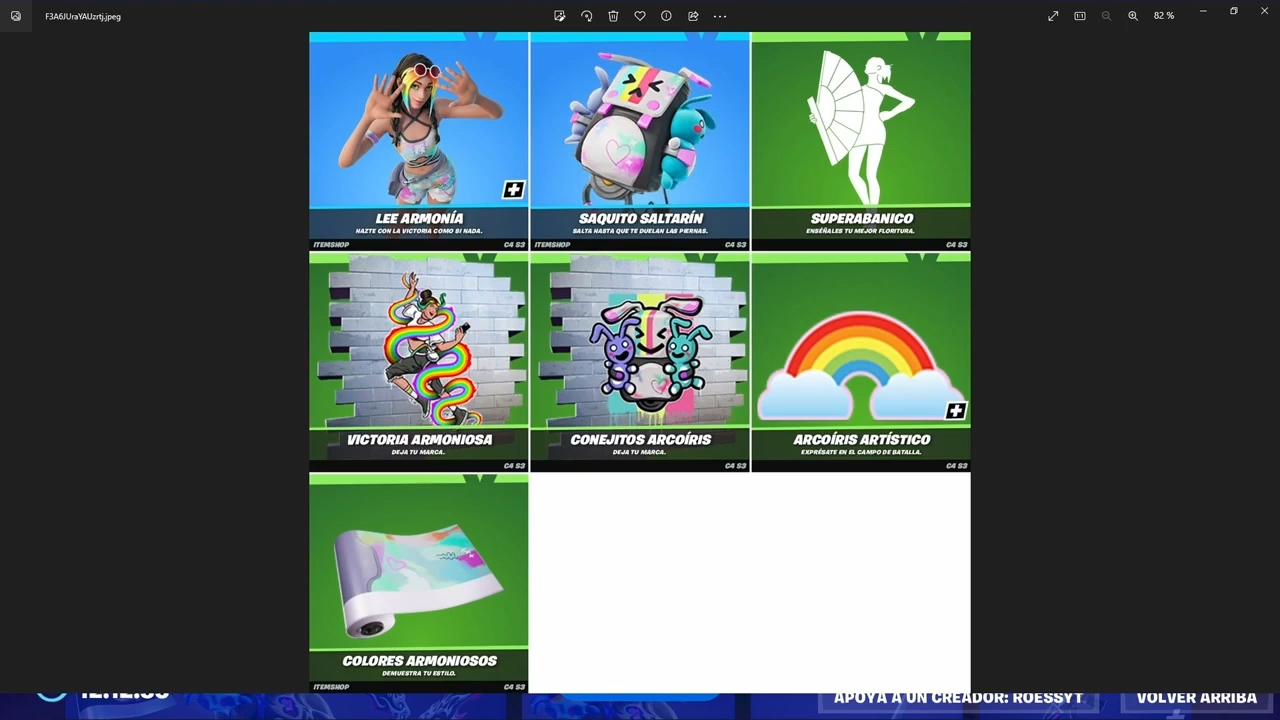 F3A6JUraYAUzrtj.jpeg
82 %
LEE ARMONÍA
HAZTE CON LA VICTORIA COMO SI NADA.
ITEMSHOP
C4 S3
SAQUITO SALTARÍN
SALTA HASTA QUE TE DUELAN LAS PIERNAS.
ITEMSHOP
C4 S3
SUPERABANICO
ENSÉÑALES TU MEJOR FLORITURA.
C4 S3
VICTORIA ARMONIOSA
DEJA TU MARCA.
C4 S3
CONEJITOS ARCOÍRIS
DEJA TU MARCA.
C4 S3
ARCOÍRIS ARTÍSTICO
EXPRÉSATE EN EL CAMPO DE BATALLA.
C4 S3
COLORES ARMONIOSOS
DEMUESTRA TU ESTILO.
ITEMSHOP
C4 S3
APOYA A UN CREADOR: ROESSYT
VOLVER ARRIBA